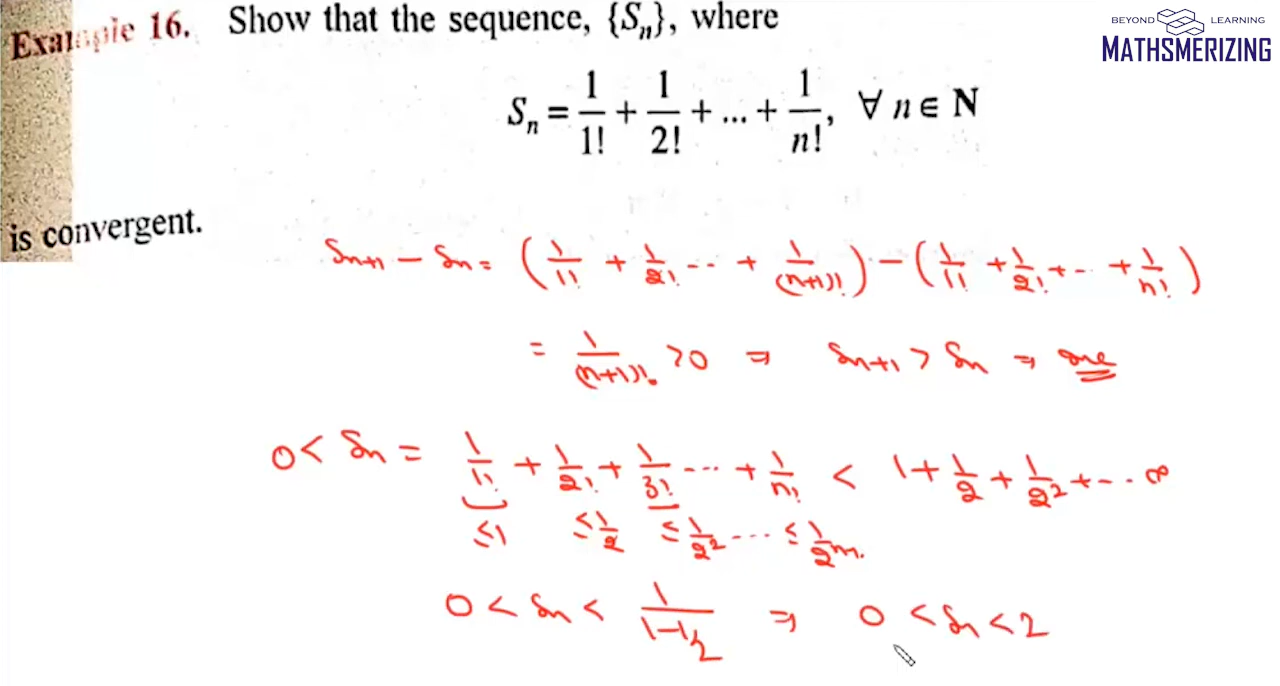 BEYOND LEARNING
MATHSMERIZING
Example 16. Show that the sequence, {Sₙ}, where
Sₙ = 1/1! + 1/2! + ... + 1/n!, ∀ n ∈ N
is convergent.
Sₙ₊₁ − Sₙ = (1/1! + 1/2! ... + 1/(n+1)!) − (1/1! + 1/2! + ... + 1/n!)
= 1/(n+1)! > 0 ⇒ Sₙ₊₁ > Sₙ ⇒
0 < Sₙ = 1/1! + 1/2! + 1/3! ... + 1/n! < 1 + 1/2 + 1/2² + ... ∞
≤1 ≤1/2 ≤1/2² ... ≤1/2ᵐ.
0 < Sₙ < 1/(1−1/2) ⇒ 0 < Sₙ < 2